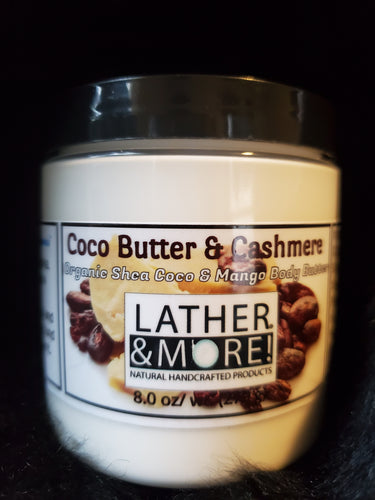 Coco Butter & Cashmere
Organic Shea Coco & Mango Body Butter
LATHER
&MORE!
NATURAL HANDCRAFTED PRODUCTS
8.0 oz/